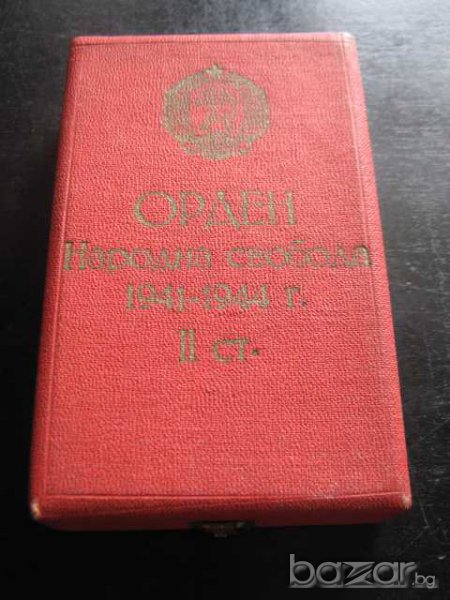 ОРДЕН
Народна свобода
1941-1944 г.
II ст.
bazar.bg